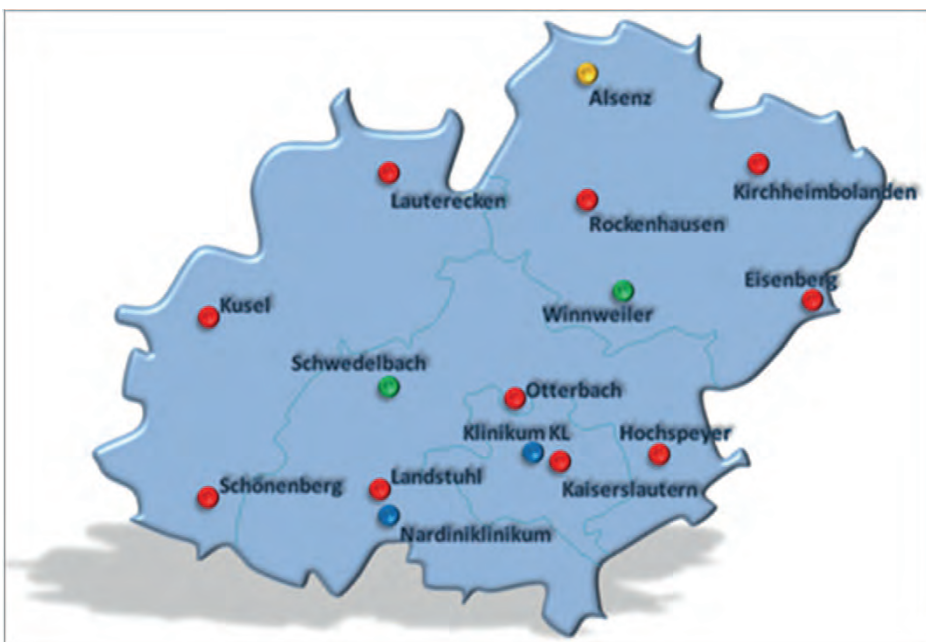 Alsenz
Kirchheimbolanden
Lauterecken
Rockenhausen
Eisenberg
Kusel
Winnweiler
Schwedelbach
Otterbach
Klinikum KL
Hochspeyer
Landstuhl
Schönenberg
Kaiserslautern
Nardiniklinikum